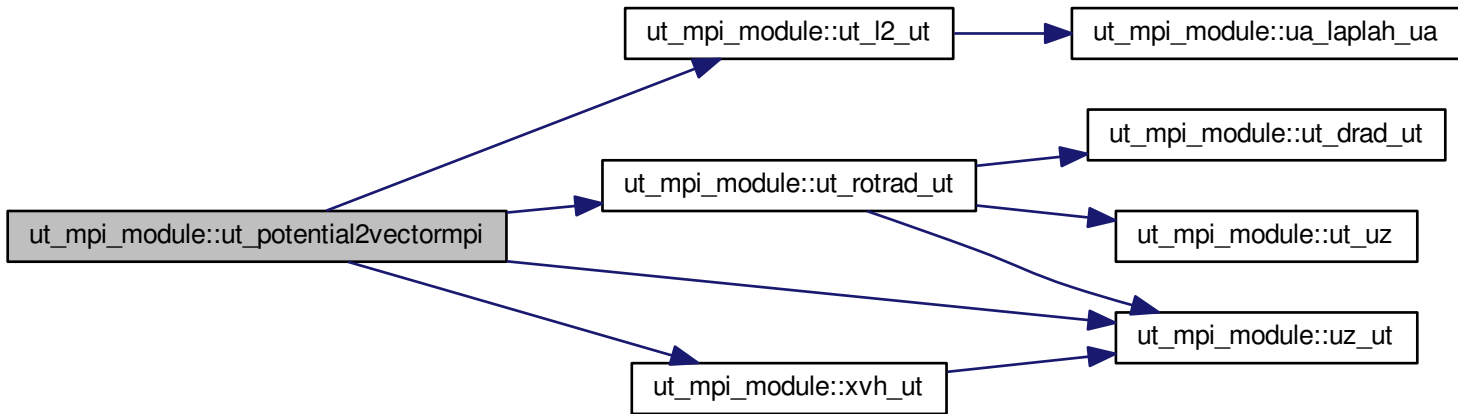 ut_mpi_module::ut_l2_ut
ut_mpi_module::ua_laplah_ua
ut_mpi_module::ut_drad_ut
ut_mpi_module::ut_rotrad_ut
ut_mpi_module::ut_potential2vectormpi
ut_mpi_module::ut_uz
ut_mpi_module::uz_ut
ut_mpi_module::xvh_ut